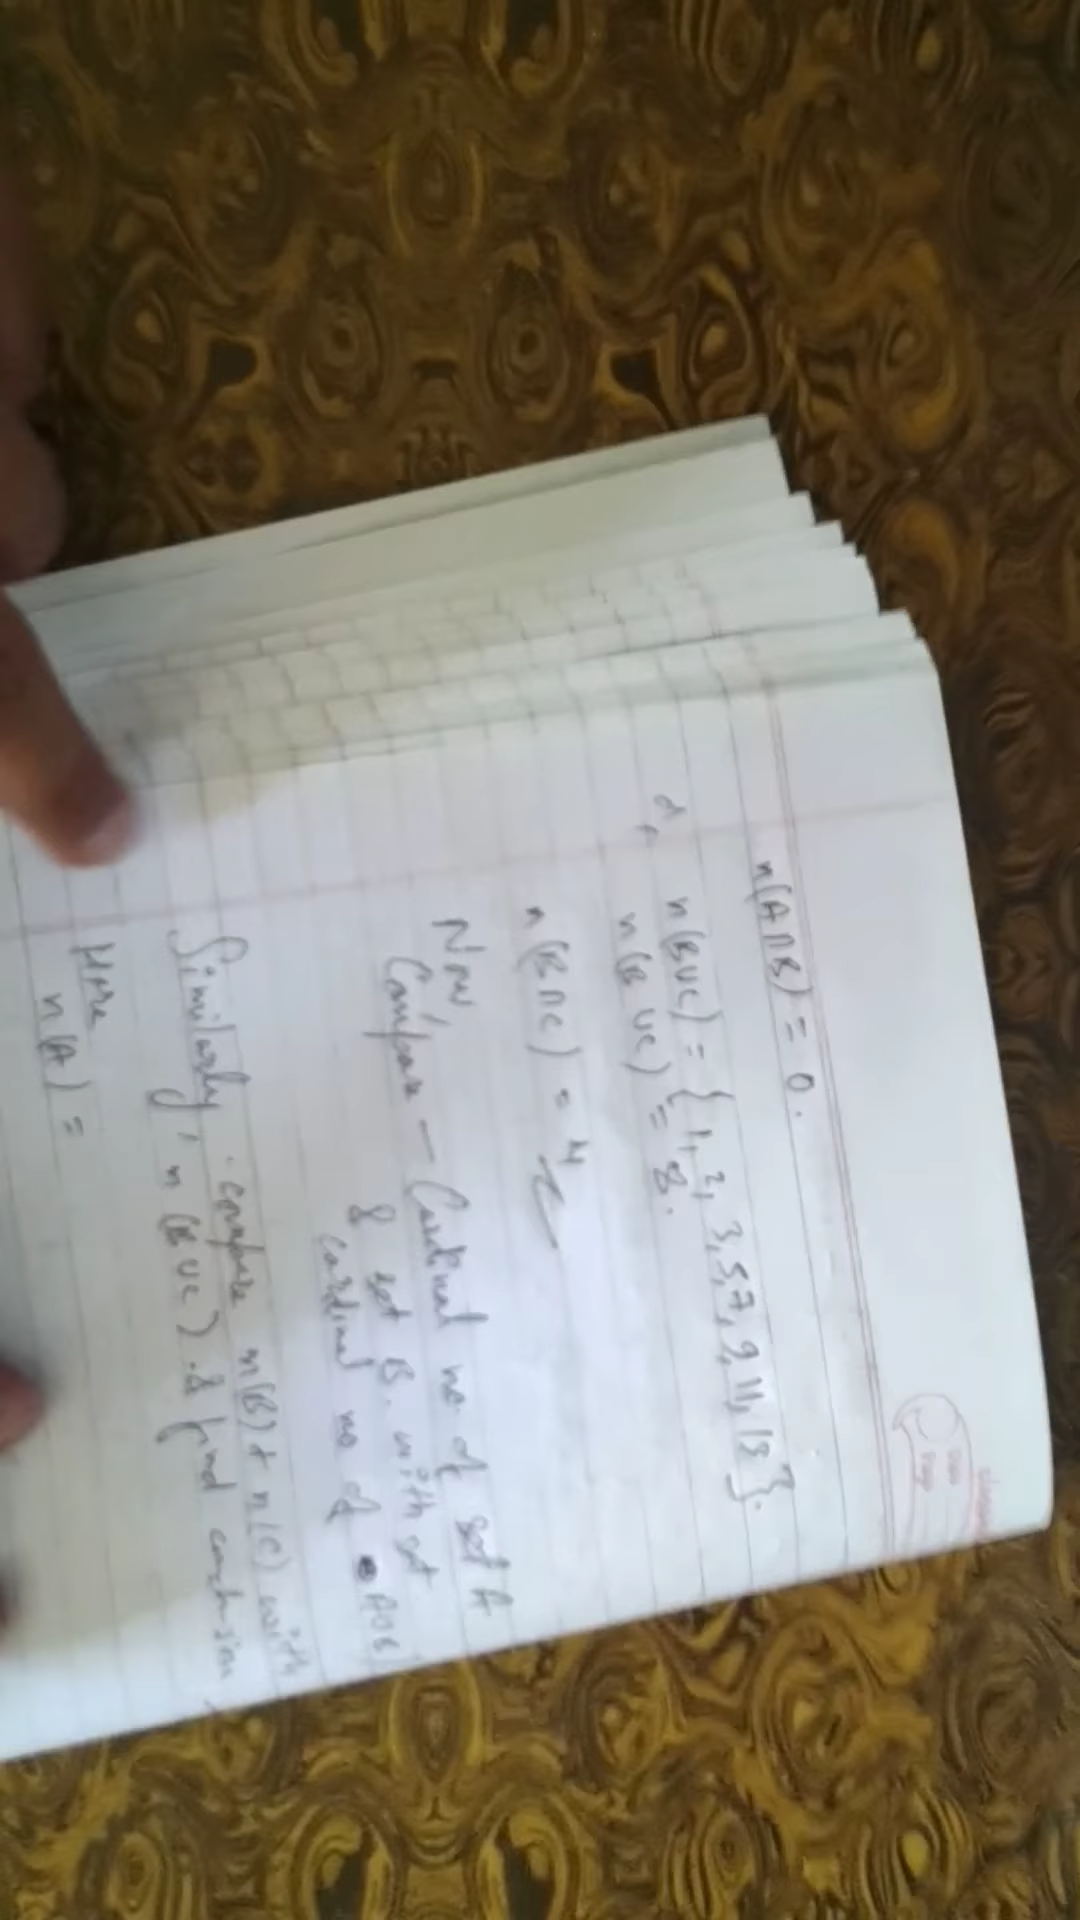 n(A∩B) = 0.
n(B∪C) = {1, 2, 3, 5, 7, 9, 11, 13}.
n(B∪C) = 8.
n(B∩C) = 4
Now,
Compare - Cardinal no. of set A
& set B. with set
cardinal no of A∪B
Similarly, compare n(B) + n(C) with
n(B∪C). & find conclusion
Here
n(A) =